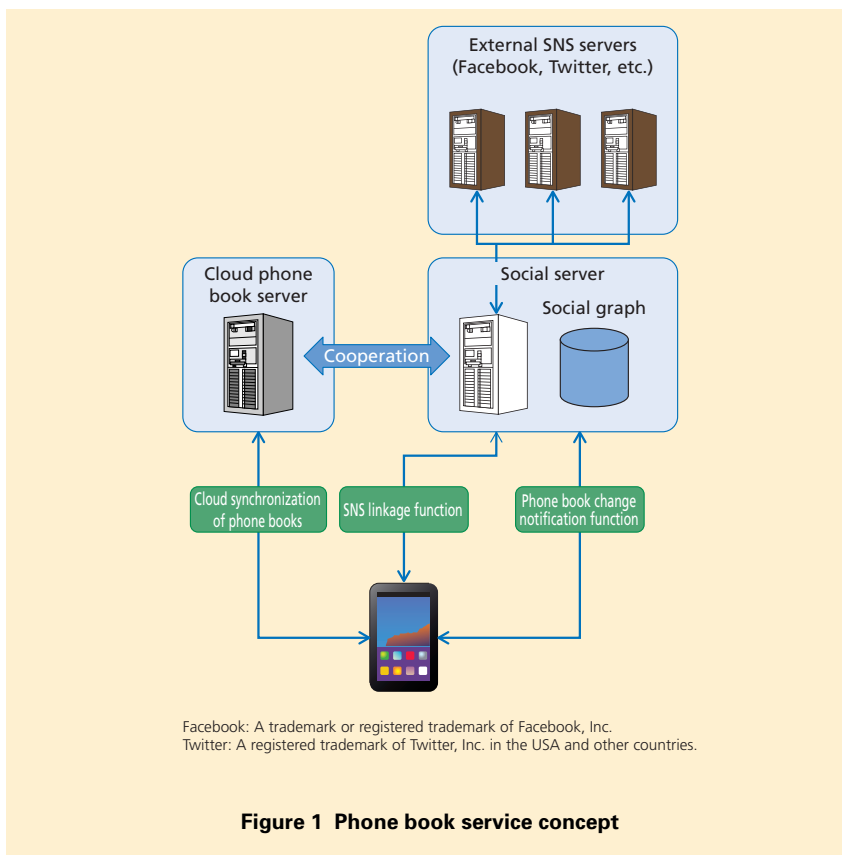 External SNS servers
(Facebook, Twitter, etc.)
Cloud phone
book server
Social server
Social graph
Cooperation
Cloud synchronization
of phone books
SNS linkage function
Phone book change
notification function
Facebook: A trademark or registered trademark of Facebook, Inc.
Twitter: A registered trademark of Twitter, Inc. in the USA and other countries.
Figure 1 Phone book service concept